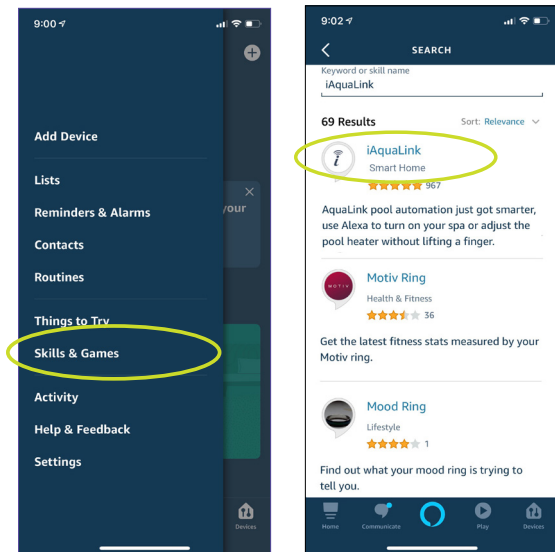 9:00
Add Device
Lists
Reminders & Alarms
your
Contacts
Routines
Things to Try
Skills & Games
Activity
Help & Feedback
Settings
Devices
9:02
SEARCH
Keyword or skill name
iAquaLink
69 Results
Sort: Relevance
i
iAquaLink
Smart Home
967
AquaLink pool automation just got smarter,
use Alexa to turn on your spa or adjust the
pool heater without lifting a finger.
MOTIV
Motiv Ring
Health & Fitness
36
Get the latest fitness stats measured by your
Motiv ring.
Mood Ring
Lifestyle
1
Find out what your mood ring is trying to
tell you.
Home
Communicate
Play
Devices